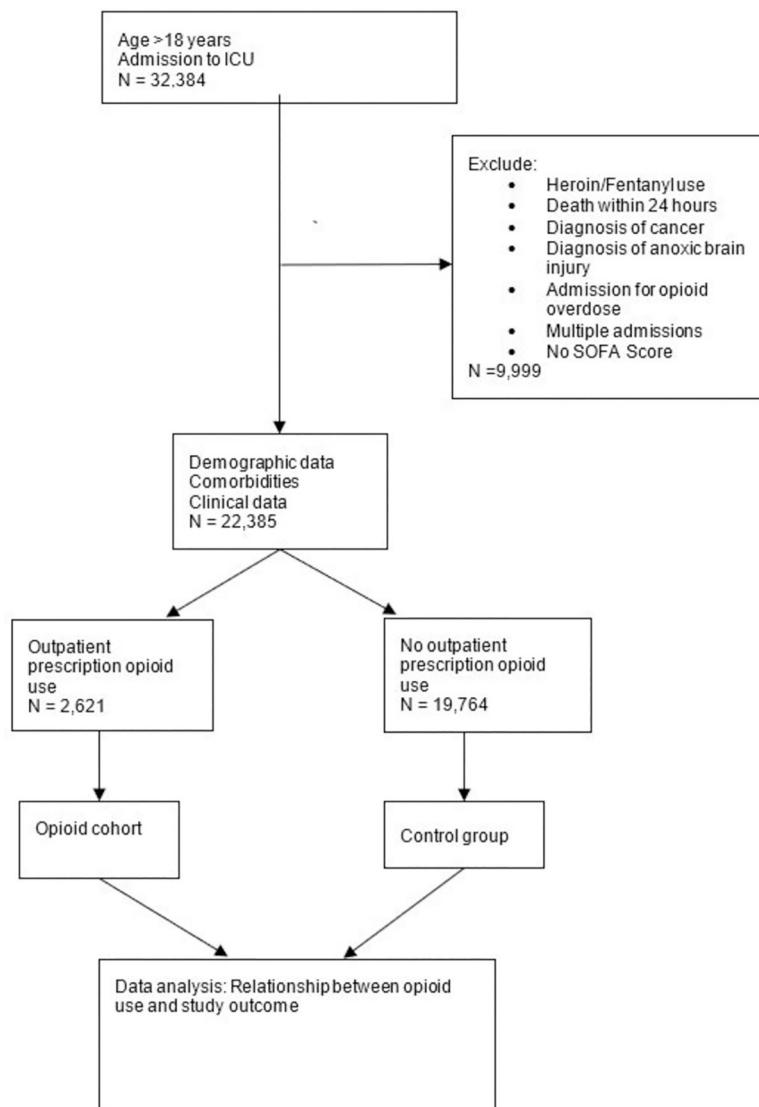 Age >18 years
Admission to ICU
N = 32,384
Exclude:
• Heroin/Fentanyl use
• Death within 24 hours
• Diagnosis of cancer
• Diagnosis of anoxic brain
injury
• Admission for opioid
overdose
• Multiple admissions
• No SOFA Score
N =9,999
Demographic data
Comorbidities
Clinical data
N = 22,385
Outpatient
prescription opioid
use
N = 2,621
No outpatient
prescription opioid
use
N = 19,764
Opioid cohort
Control group
Data analysis: Relationship between opioid
use and study outcome